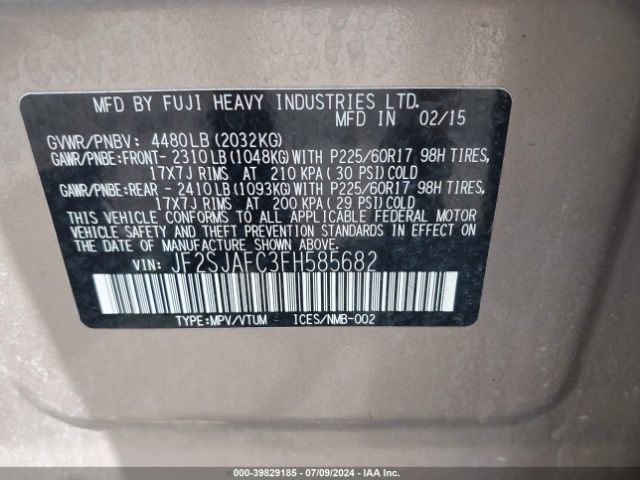 MFD BY FUJI HEAVY INDUSTRIES LTD.
MFD IN 02/15
GVWR/PNBV: 4480LB (2032KG)
GAWR/PNBE:FRONT- 2310LB(1048KG) WITH P225/60R17 98H TIRES,
17X7J RIMS AT 210 KPA ( 30 PSI) COLD
GAWR/PNBE:REAR - 2410LB(1093KG) WITH P225/60R17 98H TIRES,
17X7J RIMS AT 200 KPA ( 29 PSI) COLD
THIS VEHICLE CONFORMS TO ALL APPLICABLE FEDERAL MOTOR
VEHICLE SAFETY AND THEFT PREVENTION STANDARDS IN EFFECT
ON THE DATE OF MANUFACTURE SHOWN ABOVE.
VIN: JF2SJAFC3FH585682
TYPE:MPV/VTUM ICES/NMB-002
000-39829185 - 07/09/2024 - IAA Inc.